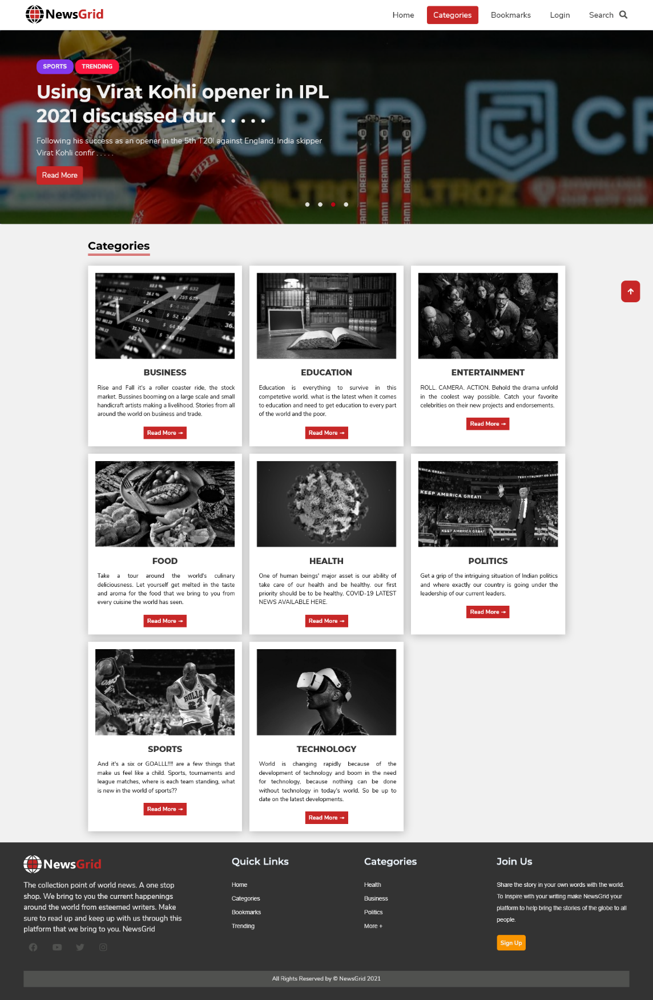 NewsGrid
Home
Categories
Bookmarks
Login
Search
SPORTS
TRENDING
Using Virat Kohli opener in IPL
2021 discussed dur . . . . .
Following his success as an opener in the 5th T20I against England, India skipper
Virat Kohli confir . . . . .
Read More
DREAM11
DREAM11
DREAM11
Categories
BUSINESS
Rise and Fall it's a roller coaster ride, the stock
market. Bussines booming on a large scale and small
handicraft artists making a livelihood. Stories from all
around the world on business and trade.
Read More ➛
EDUCATION
Education is everything to survive in this
competetive world. what is the latest when it comes
to education and need to get education to every part
of the world and the poor.
Read More ➛
ENTERTAINMENT
ROLL. CAMERA. ACTION. Behold the drama unfold
in the coolest way possible. Catch your favorite
celebrities on their new projects and endorsements.
Read More ➛
FOOD
Take a tour around the world's culinary
deliciousness. Let yourself get melted in the taste
and aroma for the food that we bring to you from
every cuisine the world has seen.
Read More ➛
HEALTH
One of human beings' major asset is our ability of
take care of our health and be healthy. our first
priority should be to be healthy. COVID-19 LATEST
NEWS AVAILABLE HERE.
Read More ➛
KEEP AMERICA GREAT!
KEEP AMERICA GREAT!
POLITICS
Get a grip of the intriguing situation of Indian politics
and where exactly our country is going under the
leadership of our current leaders.
Read More ➛
BULLS
SPORTS
And it's a six or GOALLL!!!! are a few things that
make us feel like a child. Sports, tournaments and
league matches, where is each team standing, what
is new in the world of sports??
Read More ➛
TECHNOLOGY
World is changing rapidly because of the
development of technology and boom in the need
for technology, because nothing can be done
without technology in today's world. So be up to
date on the latest developments.
Read More ➛
NewsGrid
The collection point of world news. A one stop
shop. We bring to you the current happenings
around the world from esteemed writers. Make
sure to read up and keep up with us through this
platform that we bring to you. NewsGrid
Quick Links
Home
Categories
Bookmarks
Trending
Categories
Health
Business
Politics
More +
Join Us
Share the story in your own words with the world.
To Inspire with your writing make NewsGrid your
platform to help bring the stories of the globe to all
people.
Sign Up
All Rights Reserved by © NewsGrid 2021